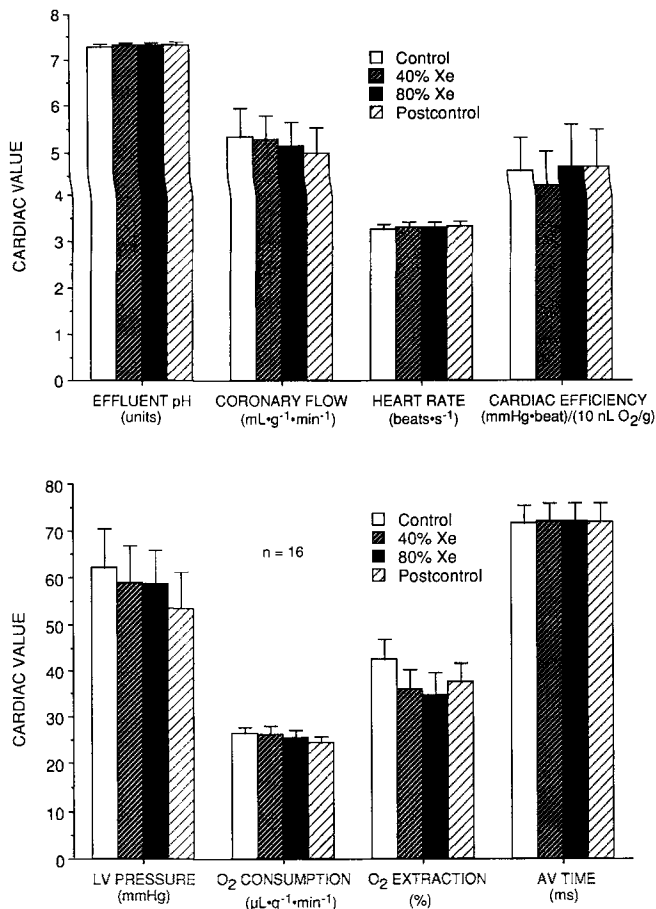 8
7
6
5
4
3
2
1
0
CARDIAC VALUE
Control
40% Xe
80% Xe
Postcontrol
EFFLUENT pH
(units)
CORONARY FLOW
(mL•g⁻¹•min⁻¹)
HEART RATE
(beats•s⁻¹)
CARDIAC EFFICIENCY
(mmHg•beat)/(10 nL O₂/g)
80
70
60
50
40
30
20
10
0
CARDIAC VALUE
n = 16
Control
40% Xe
80% Xe
Postcontrol
LV PRESSURE
(mmHg)
O₂ CONSUMPTION
(µL•g⁻¹•min⁻¹)
O₂ EXTRACTION
(%)
AV TIME
(ms)